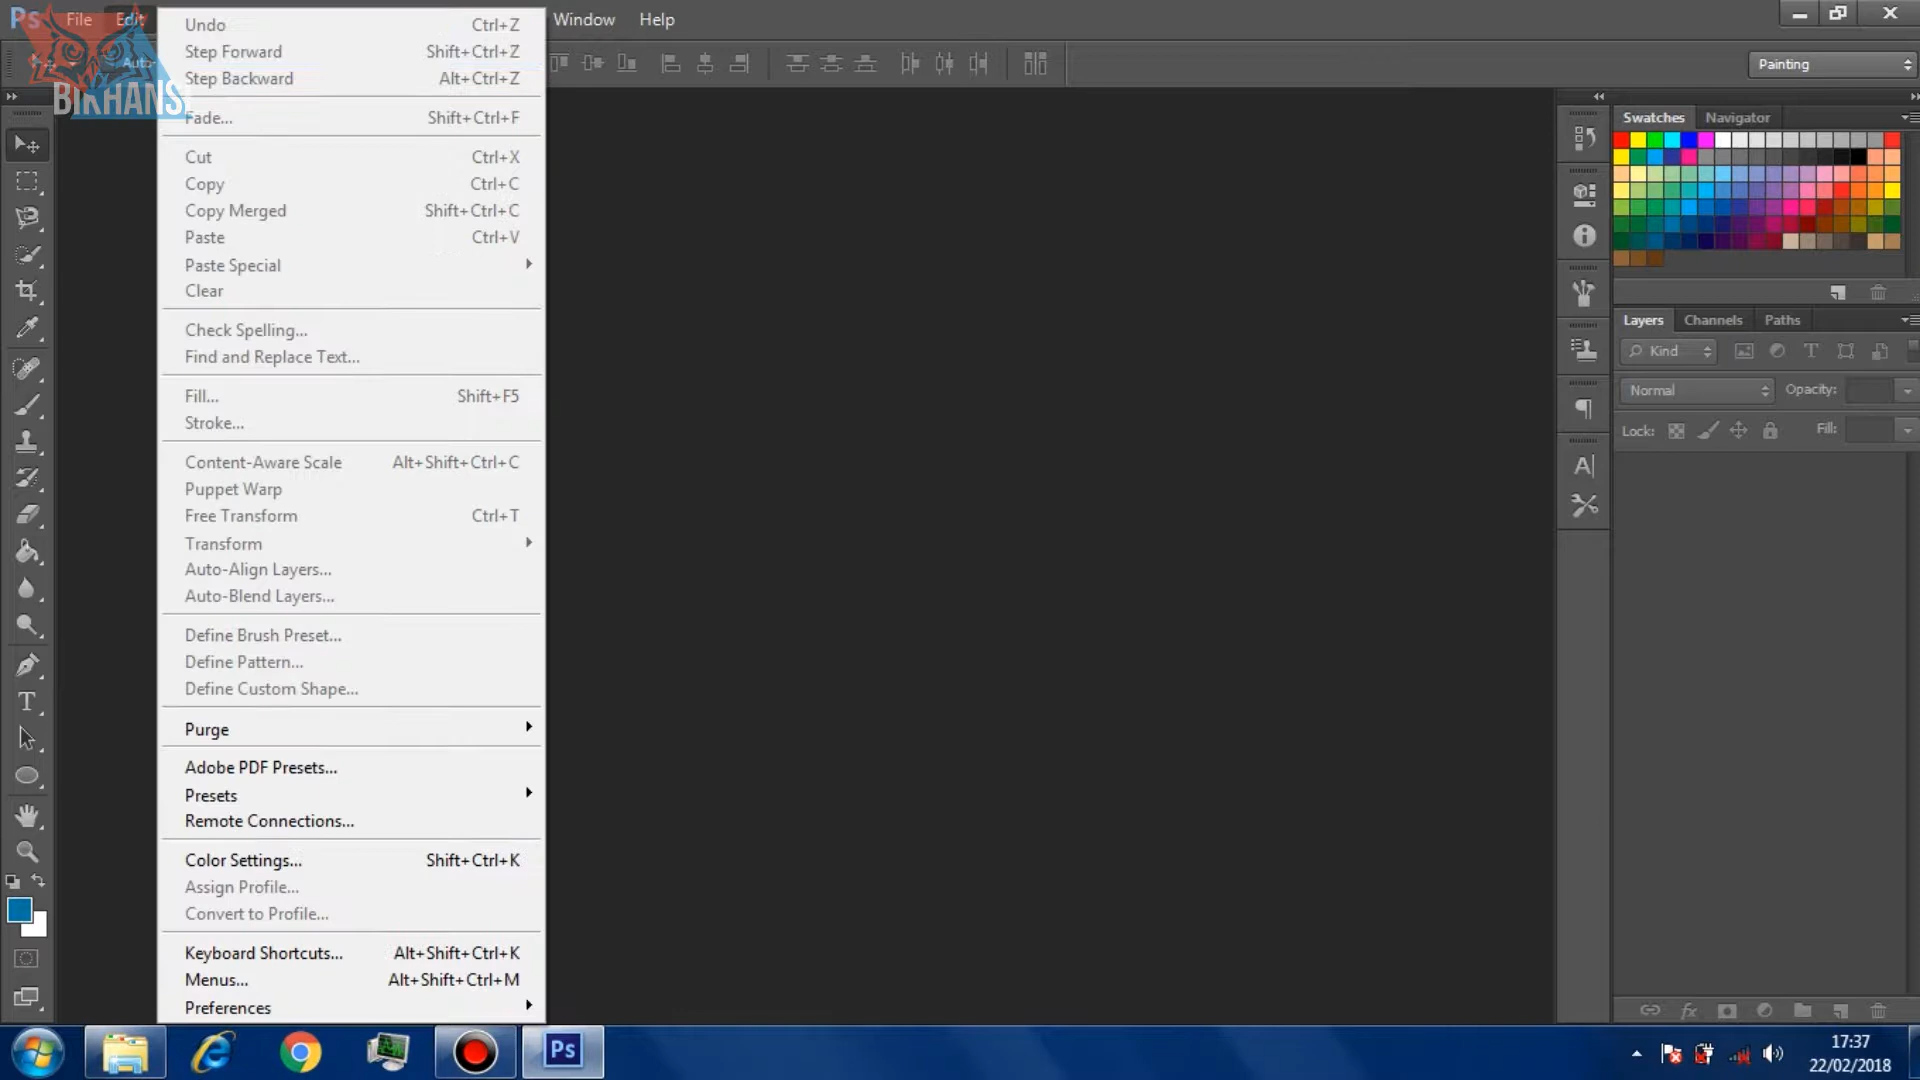 Ps File Edit Window Help
Auto-
Painting
BIKHANSI
Undo Ctrl+Z
Step Forward Shift+Ctrl+Z
Step Backward Alt+Ctrl+Z
Fade... Shift+Ctrl+F
Cut Ctrl+X
Copy Ctrl+C
Copy Merged Shift+Ctrl+C
Paste Ctrl+V
Paste Special
Clear
Check Spelling...
Find and Replace Text...
Fill... Shift+F5
Stroke...
Content-Aware Scale Alt+Shift+Ctrl+C
Puppet Warp
Free Transform Ctrl+T
Transform
Auto-Align Layers...
Auto-Blend Layers...
Define Brush Preset...
Define Pattern...
Define Custom Shape...
Purge
Adobe PDF Presets...
Presets
Remote Connections...
Color Settings... Shift+Ctrl+K
Assign Profile...
Convert to Profile...
Keyboard Shortcuts... Alt+Shift+Ctrl+K
Menus... Alt+Shift+Ctrl+M
Preferences
Swatches Navigator
Layers Channels Paths
Kind
Normal Opacity:
Lock: Fill:
Ps
17:37
22/02/2018